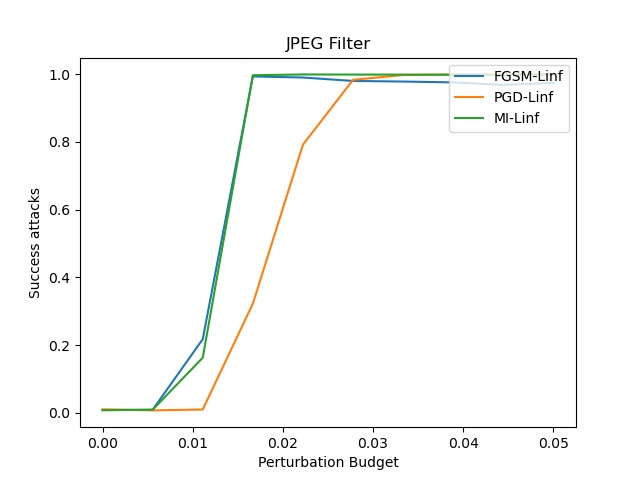 JPEG Filter
1.0
0.8
0.6
0.4
0.2
0.0
Success attacks
FGSM-Linf
PGD-Linf
MI-Linf
0.00 0.01 0.02 0.03 0.04 0.05
Perturbation Budget